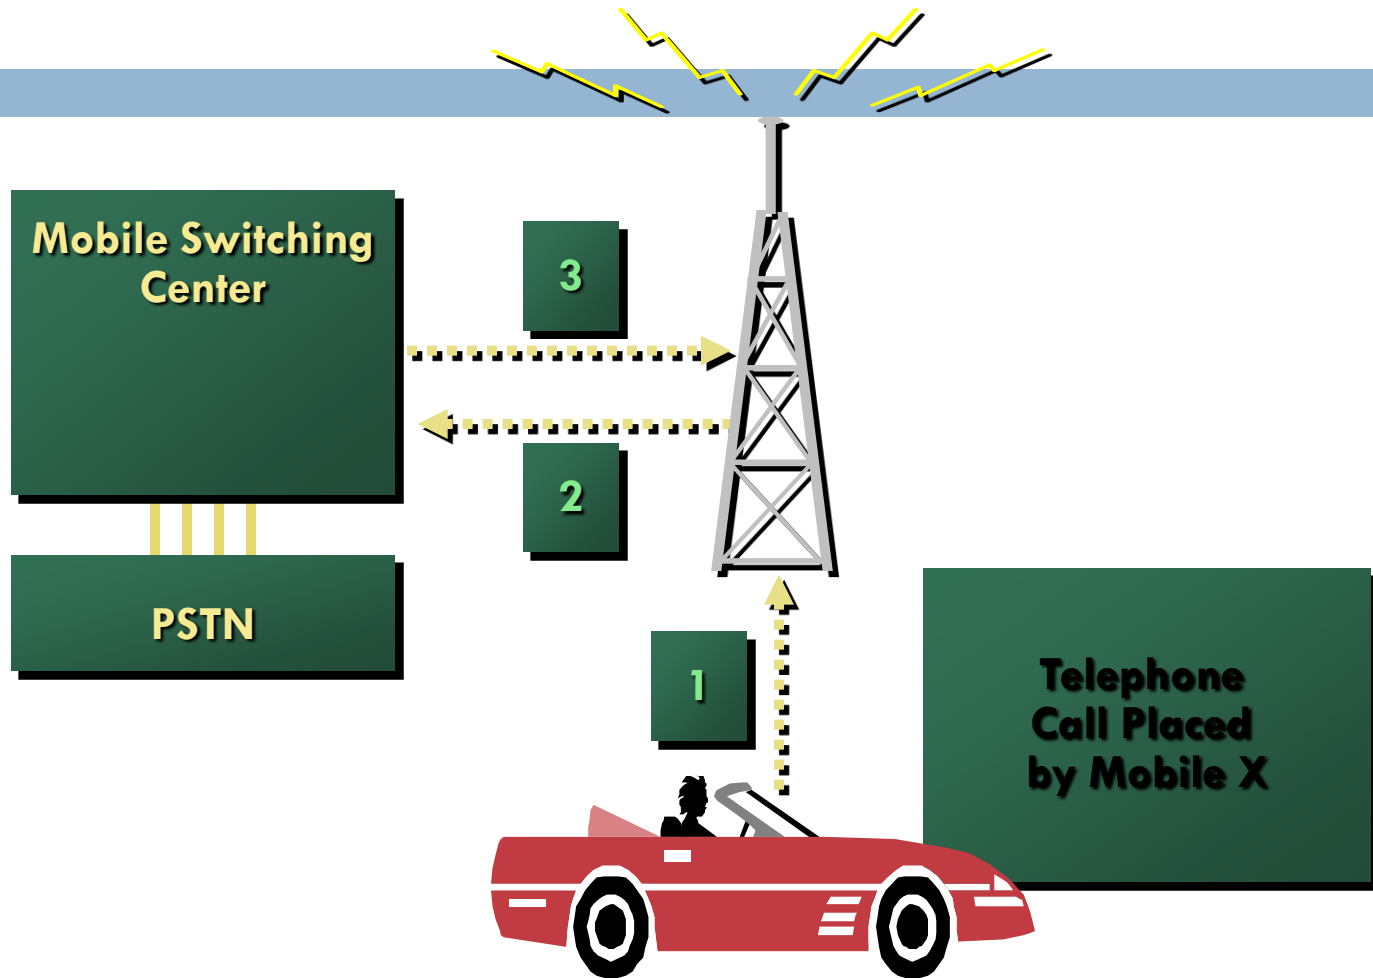 Mobile Switching
Center
3
2
PSTN
1
Telephone
Call Placed
by Mobile X